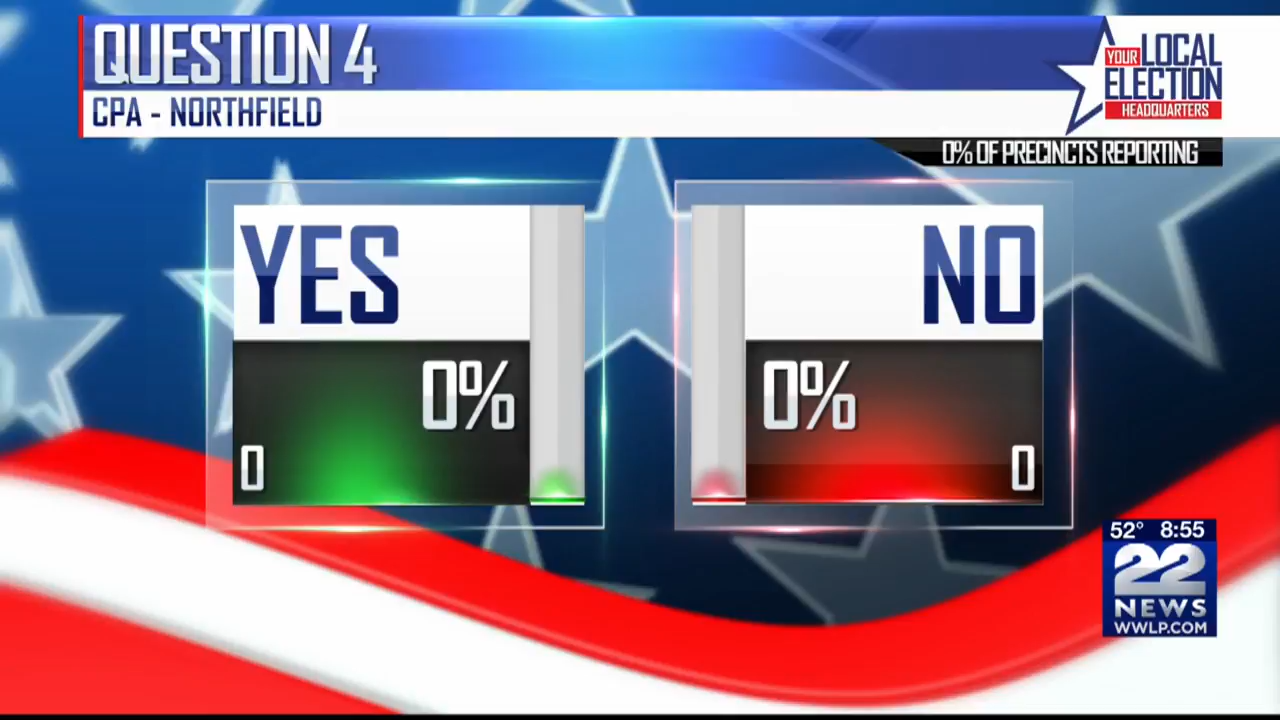 QUESTION 4
CPA - NORTHFIELD
YOUR LOCAL
ELECTION
HEADQUARTERS
0% OF PRECINCTS REPORTING
YES
0%
0
NO
0%
0
52° 8:55
22
NEWS
WWLP.COM